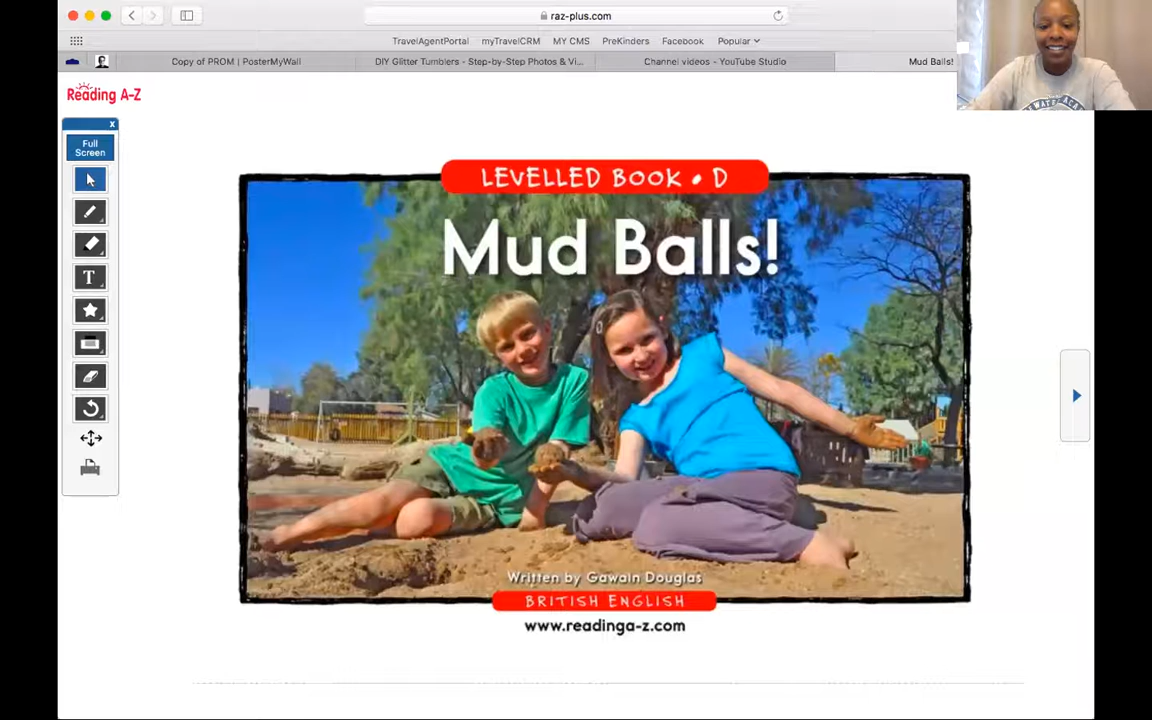 raz-plus.com
TravelAgentPortal myTravelCRM MY CMS PreKinders Facebook Popular
Copy of PROM | PosterMyWall DIY Glitter Tumblers - Step-by-Step Photos & Vi... Channel videos - YouTube Studio Mud Balls!
Reading A-Z
x
Full
Screen
T
LEVELLED BOOK • D
Mud Balls!
Written by Gawain Douglas
BRITISH ENGLISH
www.readinga-z.com